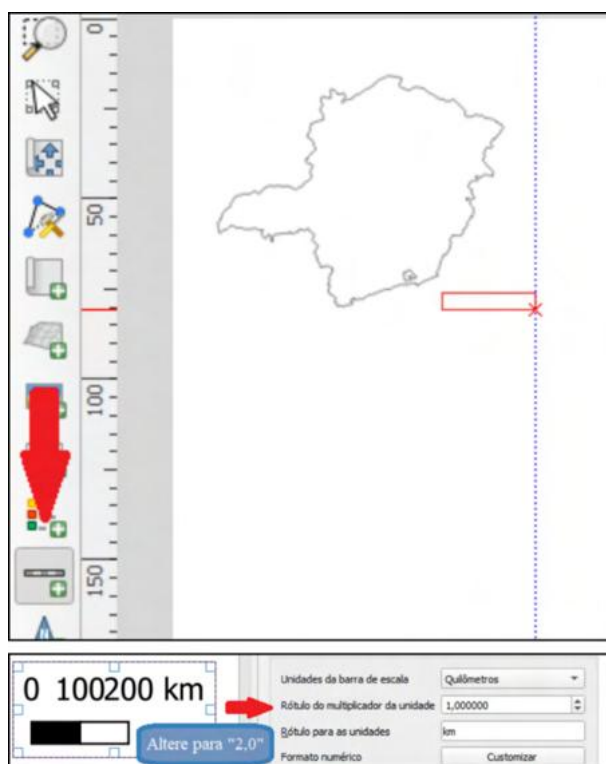 0
50
100
150
0 100200 km
Altere para "2,0"
Unidades da barra de escala Quilômetros
Rótulo do multiplicador da unidade 1,000000
Rótulo para as unidades km
Formato numérico Customizar